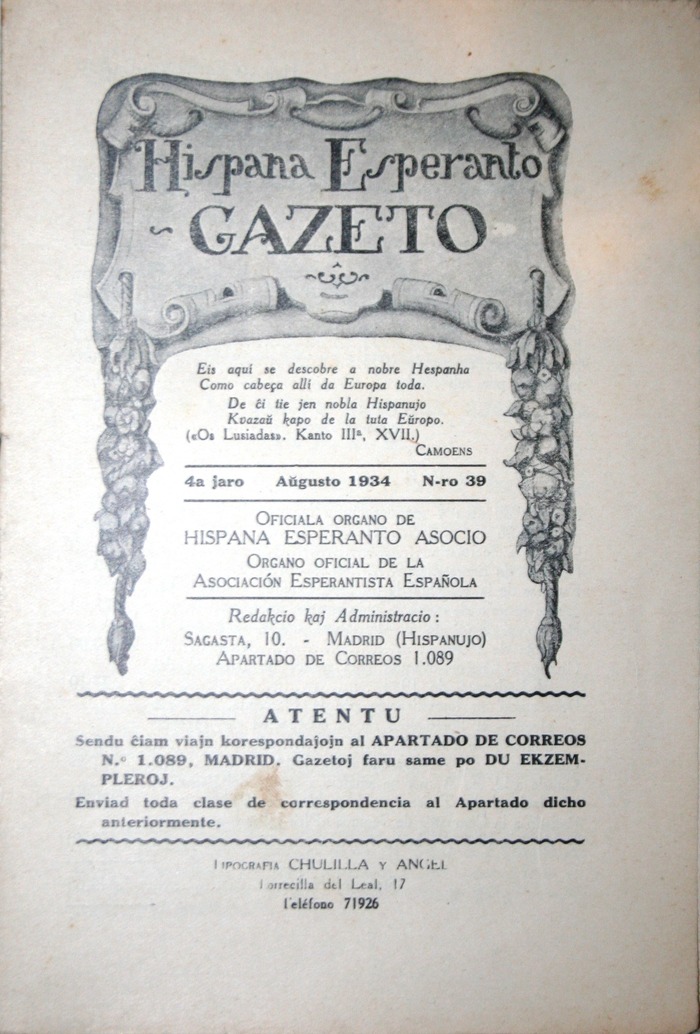 Hispana Esperanto
GAZETO
Eis aquí se descobre a nobre Hespanha
Como cabeça allí da Europa toda.
De ĉi tie jen nobla Hispanujo
Kvazaŭ kapo de la tuta Eŭropo.
(«Os Lusiadas». Kanto IIIª, XVII.)
CAMOENS
4a jaro Aŭgusto 1934 N-ro 39
OFICIALA ORGANO DE
HISPANA ESPERANTO ASOCIO
ORGANO OFICIAL DE LA
ASOCIACIÓN ESPERANTISTA ESPAÑOLA
Redakcio kaj Administracio:
SAGASTA, 10. - MADRID (HISPANUJO)
APARTADO DE CORREOS 1.089
ATENTU
Sendu ĉiam viajn korespondajojn al APARTADO DE CORREOS
N.º 1.089, MADRID. Gazetoj faru same po DU EKZEM-
PLEROJ.
Enviad toda clase de correspondencia al Apartado dicho
anteriormente.
TIPOGRAFIA CHULILLA Y ANGEL
Torrecilla del Leal, 17
Teléfono 71926